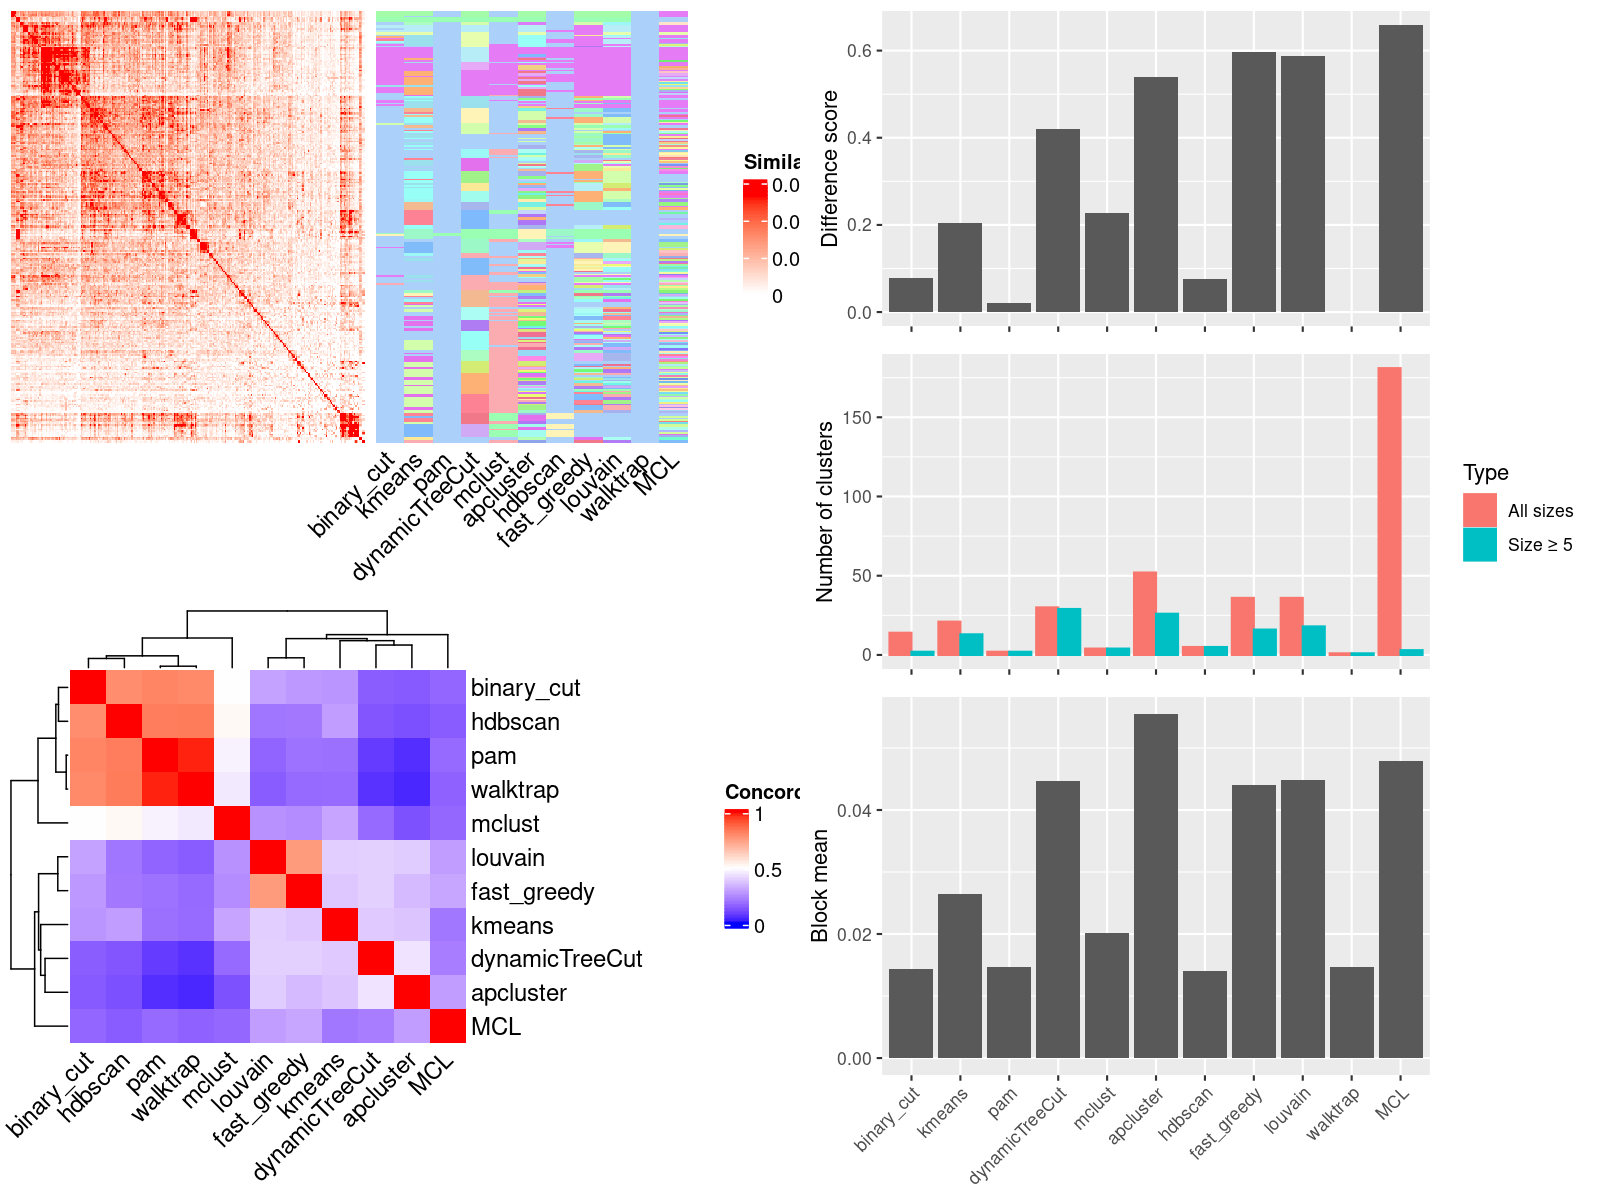 Simila
0.0
0.0
0.0
0
binary_cut
kmeans
pam
dynamicTreeCut
mclust
apcluster
hdbscan
fast_greedy
louvain
walktrap
MCL
binary_cut
hdbscan
pam
walktrap
mclust
louvain
fast_greedy
kmeans
dynamicTreeCut
apcluster
MCL
binary_cut
hdbscan
pam
walktrap
mclust
louvain
fast_greedy
kmeans
dynamicTreeCut
apcluster
MCL
Concord
1
0.5
0
Difference score
0.6
0.4
0.2
0.0
Number of clusters
150
100
50
0
Type
All sizes
Size ≥ 5
Block mean
0.04
0.02
0.00
binary_cut
kmeans
pam
dynamicTreeCut
mclust
apcluster
hdbscan
fast_greedy
louvain
walktrap
MCL